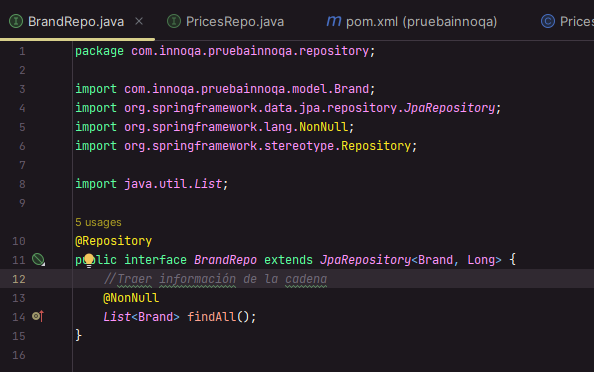 BrandRepo.java PricesRepo.java pom.xml (pruebainnoqa) Prices
1 package com.innoqa.pruebainnoqa.repository;
2
3 import com.innoqa.pruebainnoqa.model.Brand;
4 import org.springframework.data.jpa.repository.JpaRepository;
5 import org.springframework.lang.NonNull;
6 import org.springframework.stereotype.Repository;
7
8 import java.util.List;
9
5 usages
10 @Repository
11 public interface BrandRepo extends JpaRepository<Brand, Long> {
12 //Traer información de la cadena
13 @NonNull
14 List<Brand> findAll();
15 }
16